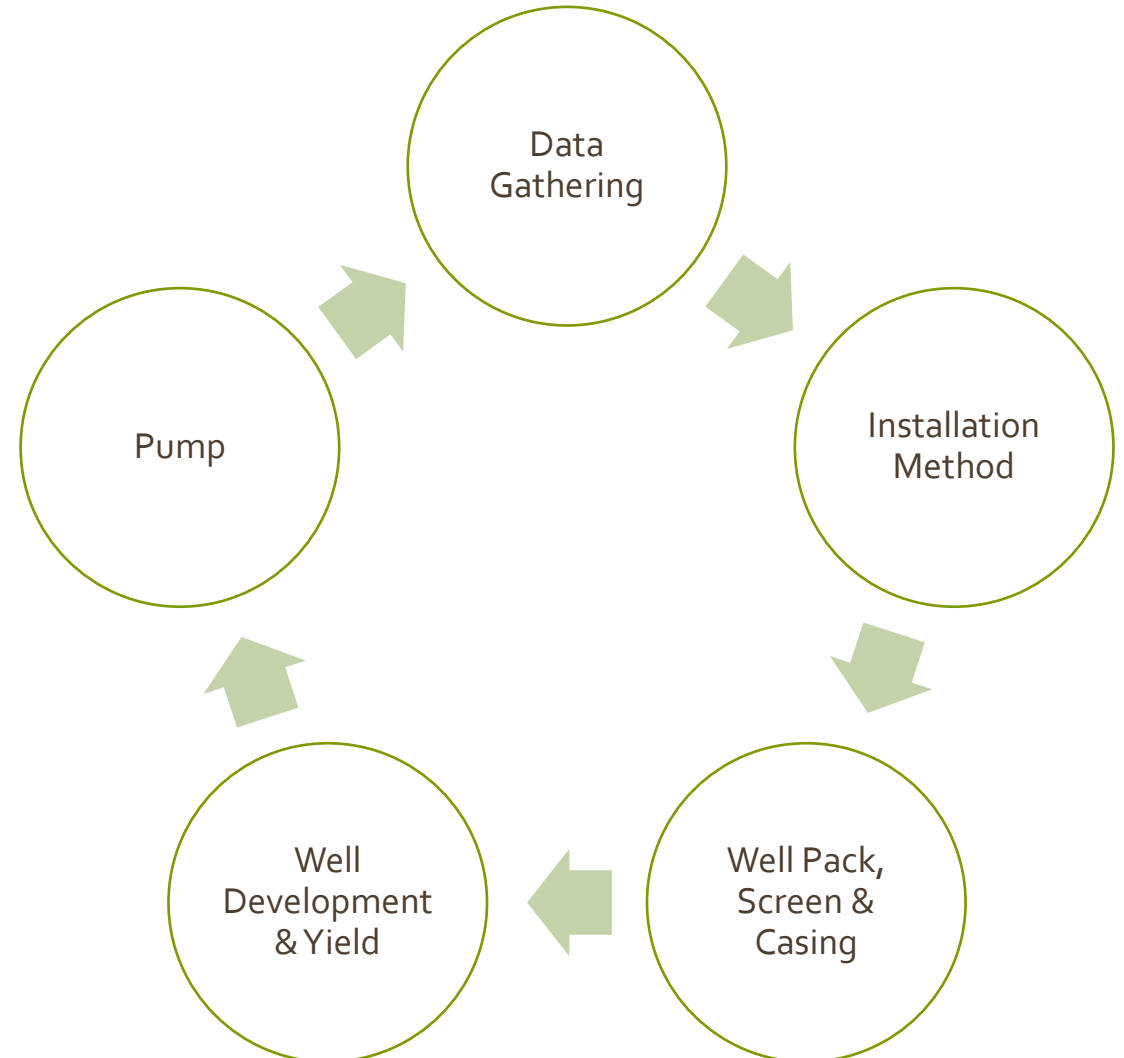 Data
Gathering
Installation
Method
Well Pack,
Screen &
Casing
Well
Development
& Yield
Pump